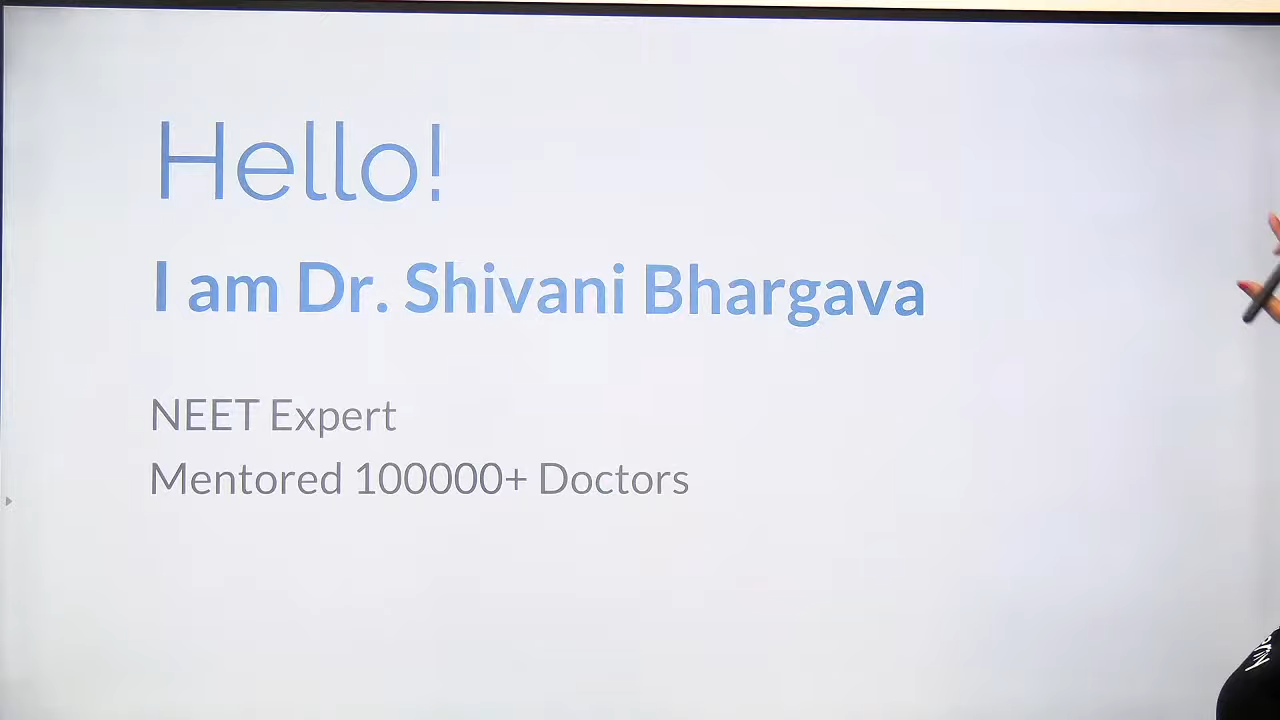 Hello!
I am Dr. Shivani Bhargava
NEET Expert
Mentored 100000+ Doctors